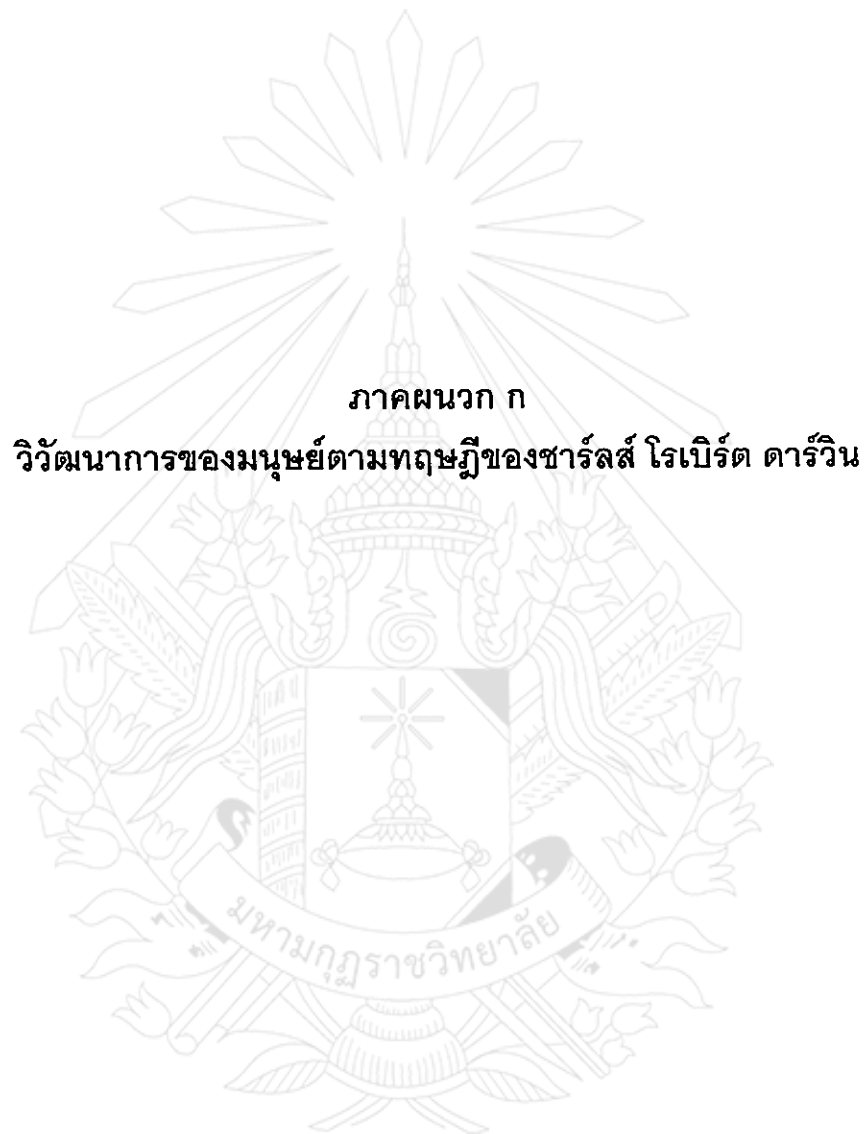 ภาคผนวก ก
วิวัฒนาการของมนุษย์ตามทฤษฎีของชาร์ลส์ โรเบิร์ต ดาร์วิน
มหามกุฏราชวิทยาลัย